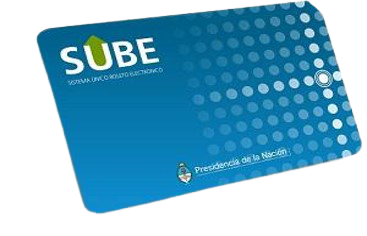 SUBE
SISTEMA ÚNICO BOLETO ELECTRÓNICO
Presidencia de la Nación